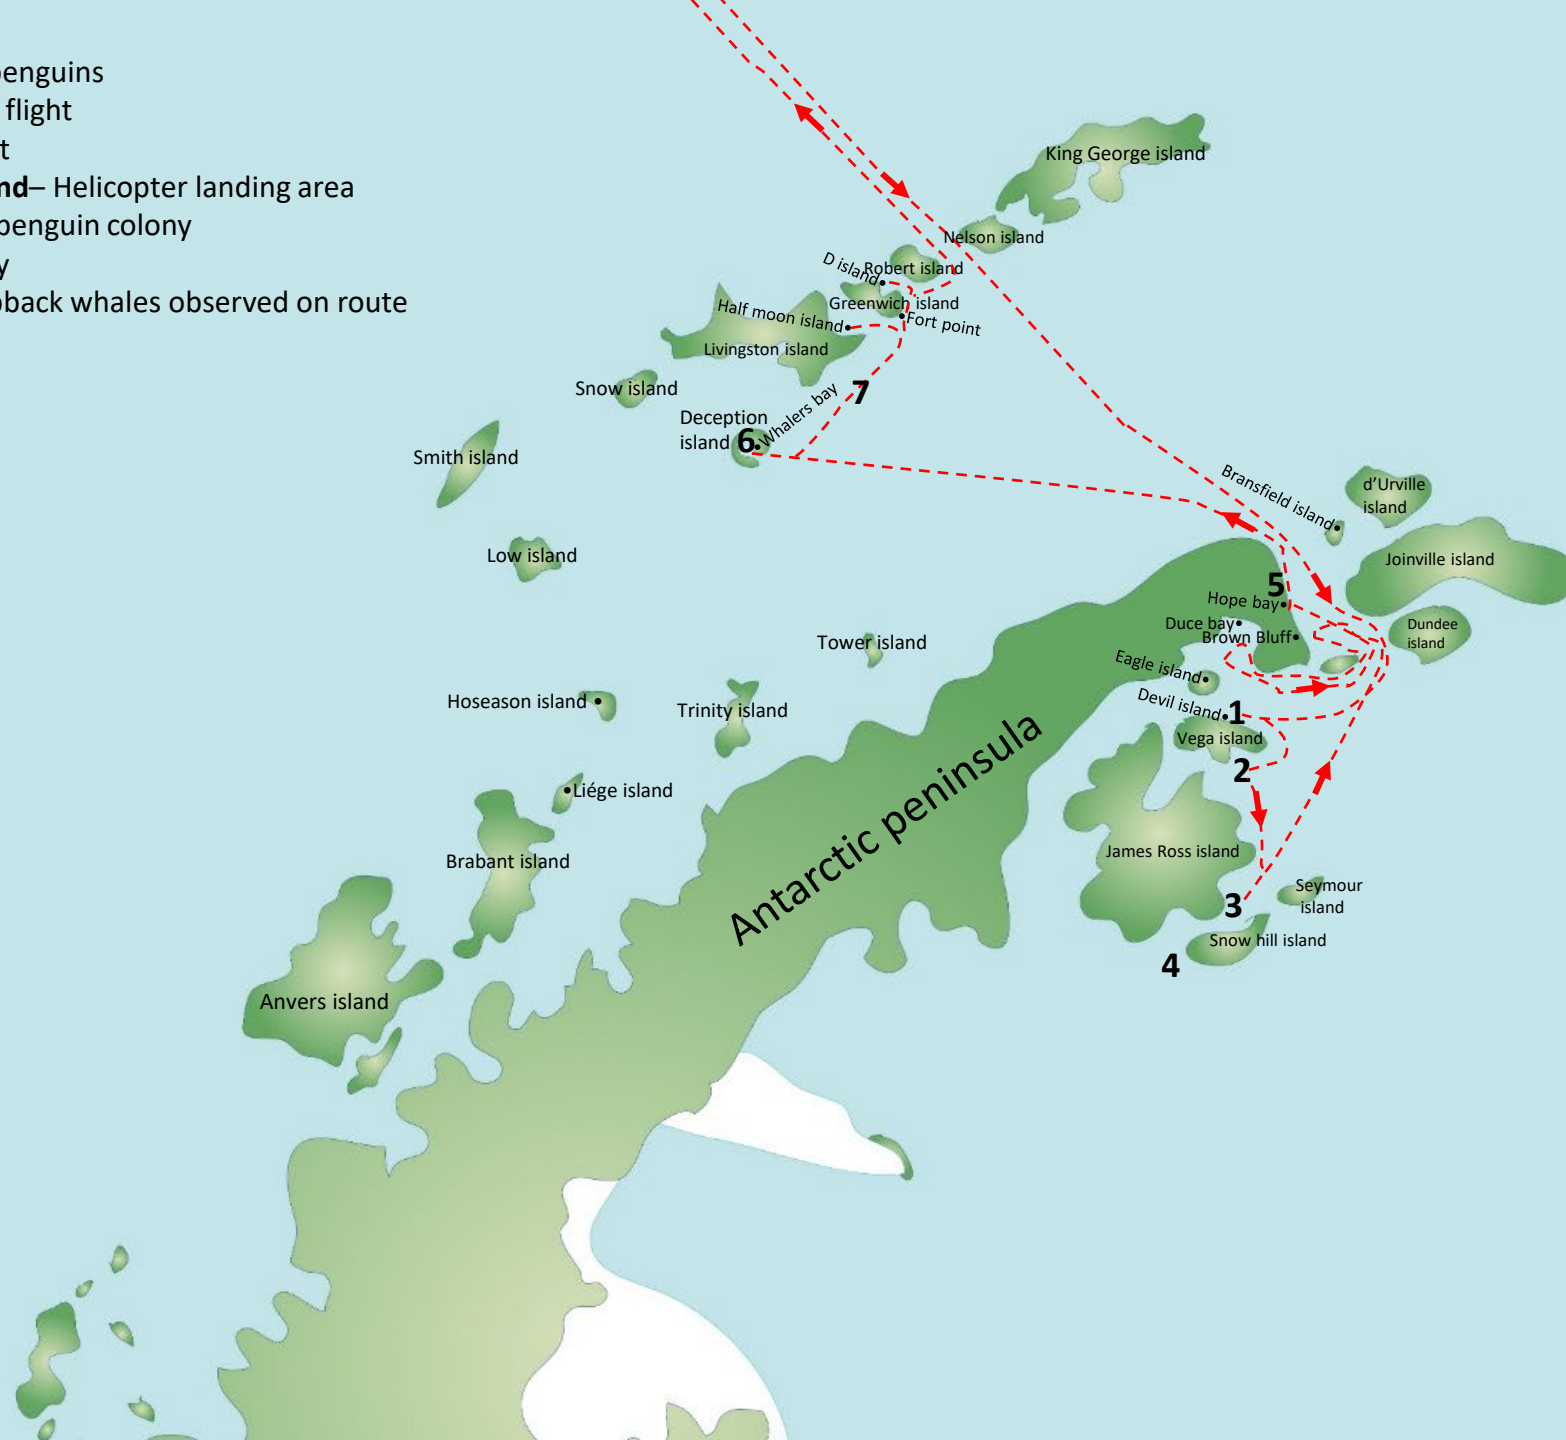 penguins
flight
t
nd– Helicopter landing area
penguin colony
y
back whales observed on route
King George island
Nelson island
D island
Robert island
Greenwich island
Half moon island
Fort point
Livingston island
Snow island
7
Deception
island
6
Whalers bay
Smith island
Bransfield island
d’Urville
island
Low island
Joinville island
5
Hope bay
Duce bay
Brown Bluff
Dundee
island
Tower island
Eagle island
Hoseason island
Trinity island
Devil island
1
Vega island
2
Antarctic peninsula
Liége island
Brabant island
James Ross island
Seymour
island
3
Snow hill island
4
Anvers island